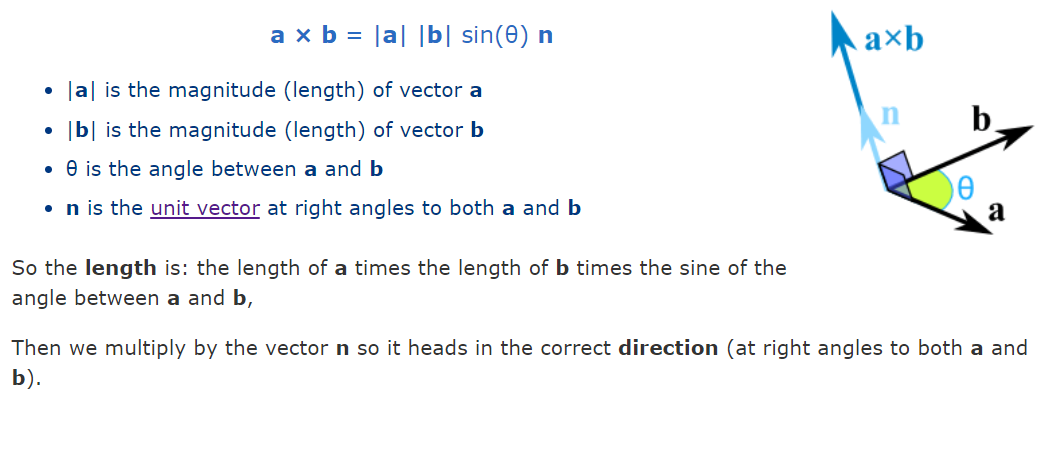 a × b = |a| |b| sin(θ) n
• |a| is the magnitude (length) of vector a
• |b| is the magnitude (length) of vector b
• θ is the angle between a and b
• n is the unit vector at right angles to both a and b
So the length is: the length of a times the length of b times the sine of the
angle between a and b,
Then we multiply by the vector n so it heads in the correct direction (at right angles to both a and
b).
a×b
n
b
θ
a